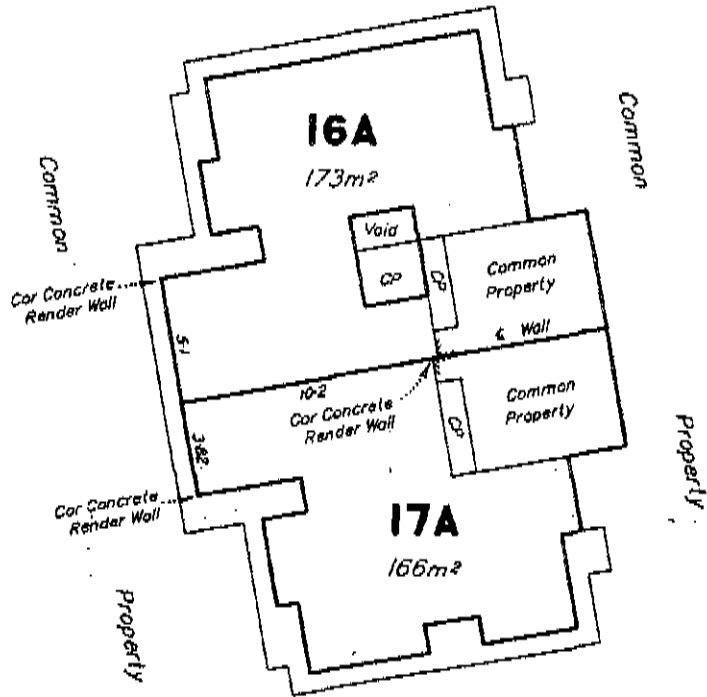 16A
173m²
Common
Common
Void
CP
CP
Common
Property
Cor Concrete
Render Wall
5·1
℄ Wall
10·2
Cor Concrete
Render Wall
CP
Common
Property
3·82
Cor Concrete
Render Wall
17A
166m²
Property
Property